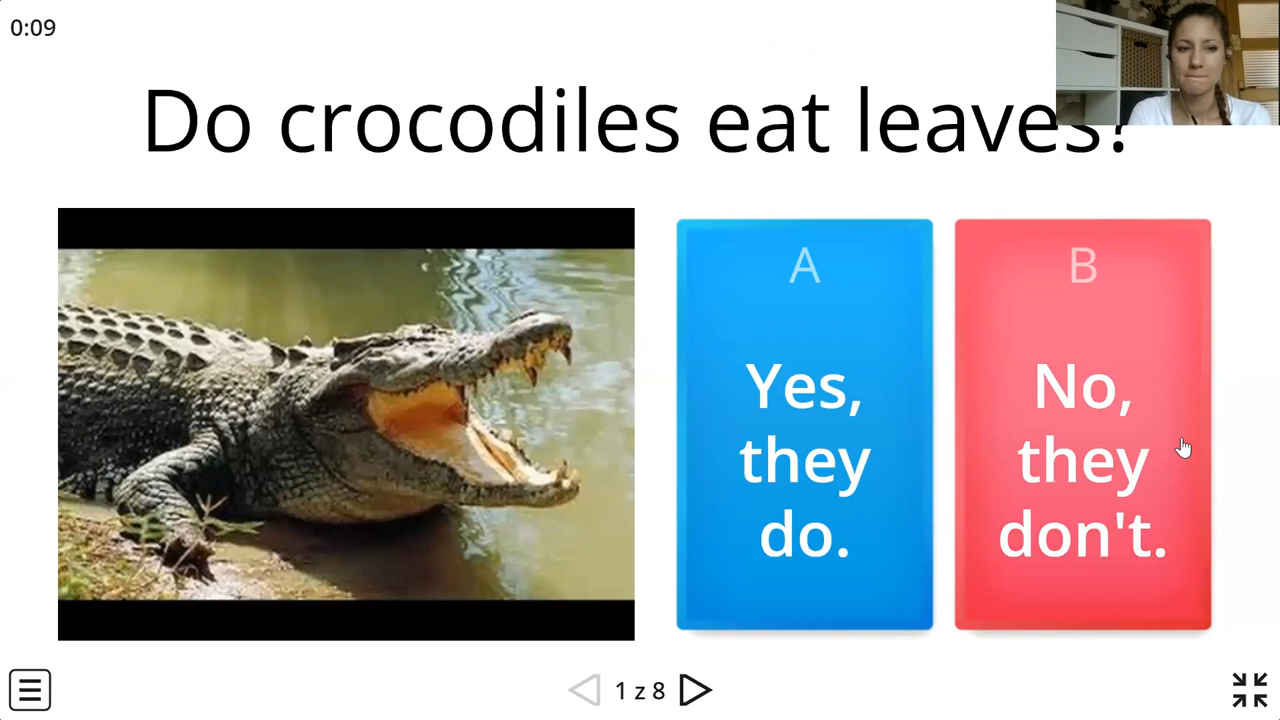 0:09
Do crocodiles eat leaves?
A
Yes,
they
do.
B
No,
they
don't.
1 z 8